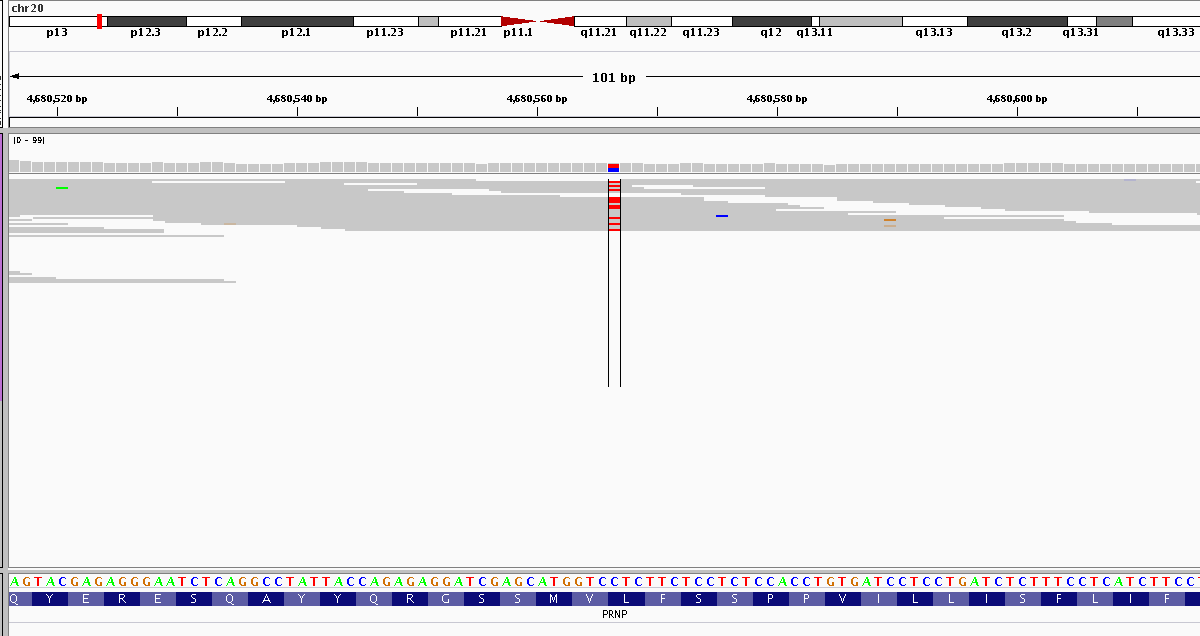 chr20
p13 p12.3 p12.2 p12.1 p11.23 p11.21 p11.1 q11.21 q11.22 q11.23 q12 q13.11 q13.13 q13.2 q13.31 q13.33
101 bp
4,680,520 bp 4,680,540 bp 4,680,560 bp 4,680,580 bp 4,680,600 bp
[0 - 99]
AGTACGAGAGGGAATCTCAGGCCTATTACCAGAGAGGATCGAGCATGGTCCTCTTCTCCTCTCCACCTGTGATCCTCCTGATCTCTTTCCTCATCTTCC
Q Y E R E S Q A Y Y Q R G S S M V L F S S P P V I L L I S F L I F
PRNP